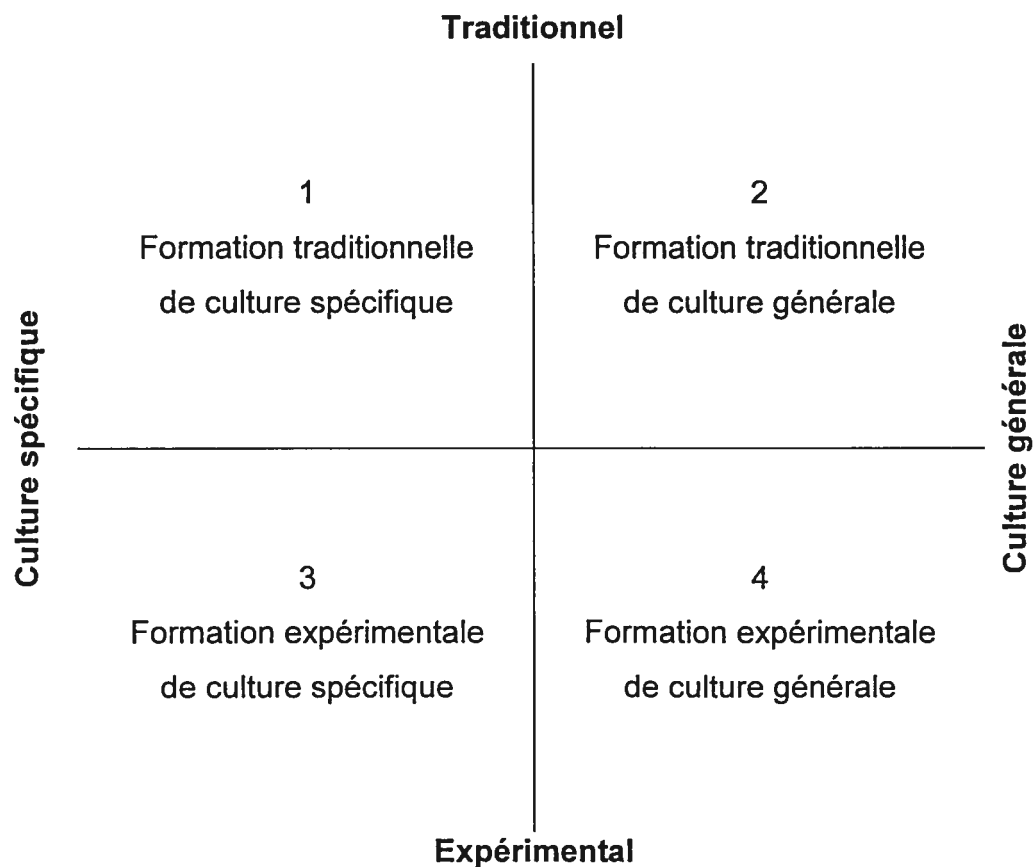 Traditionnel
1
Formation traditionnelle
de culture spécifique
2
Formation traditionnelle
de culture générale
Culture spécifique
Culture générale
3
Formation expérimentale
de culture spécifique
4
Formation expérimentale
de culture générale
Expérimental